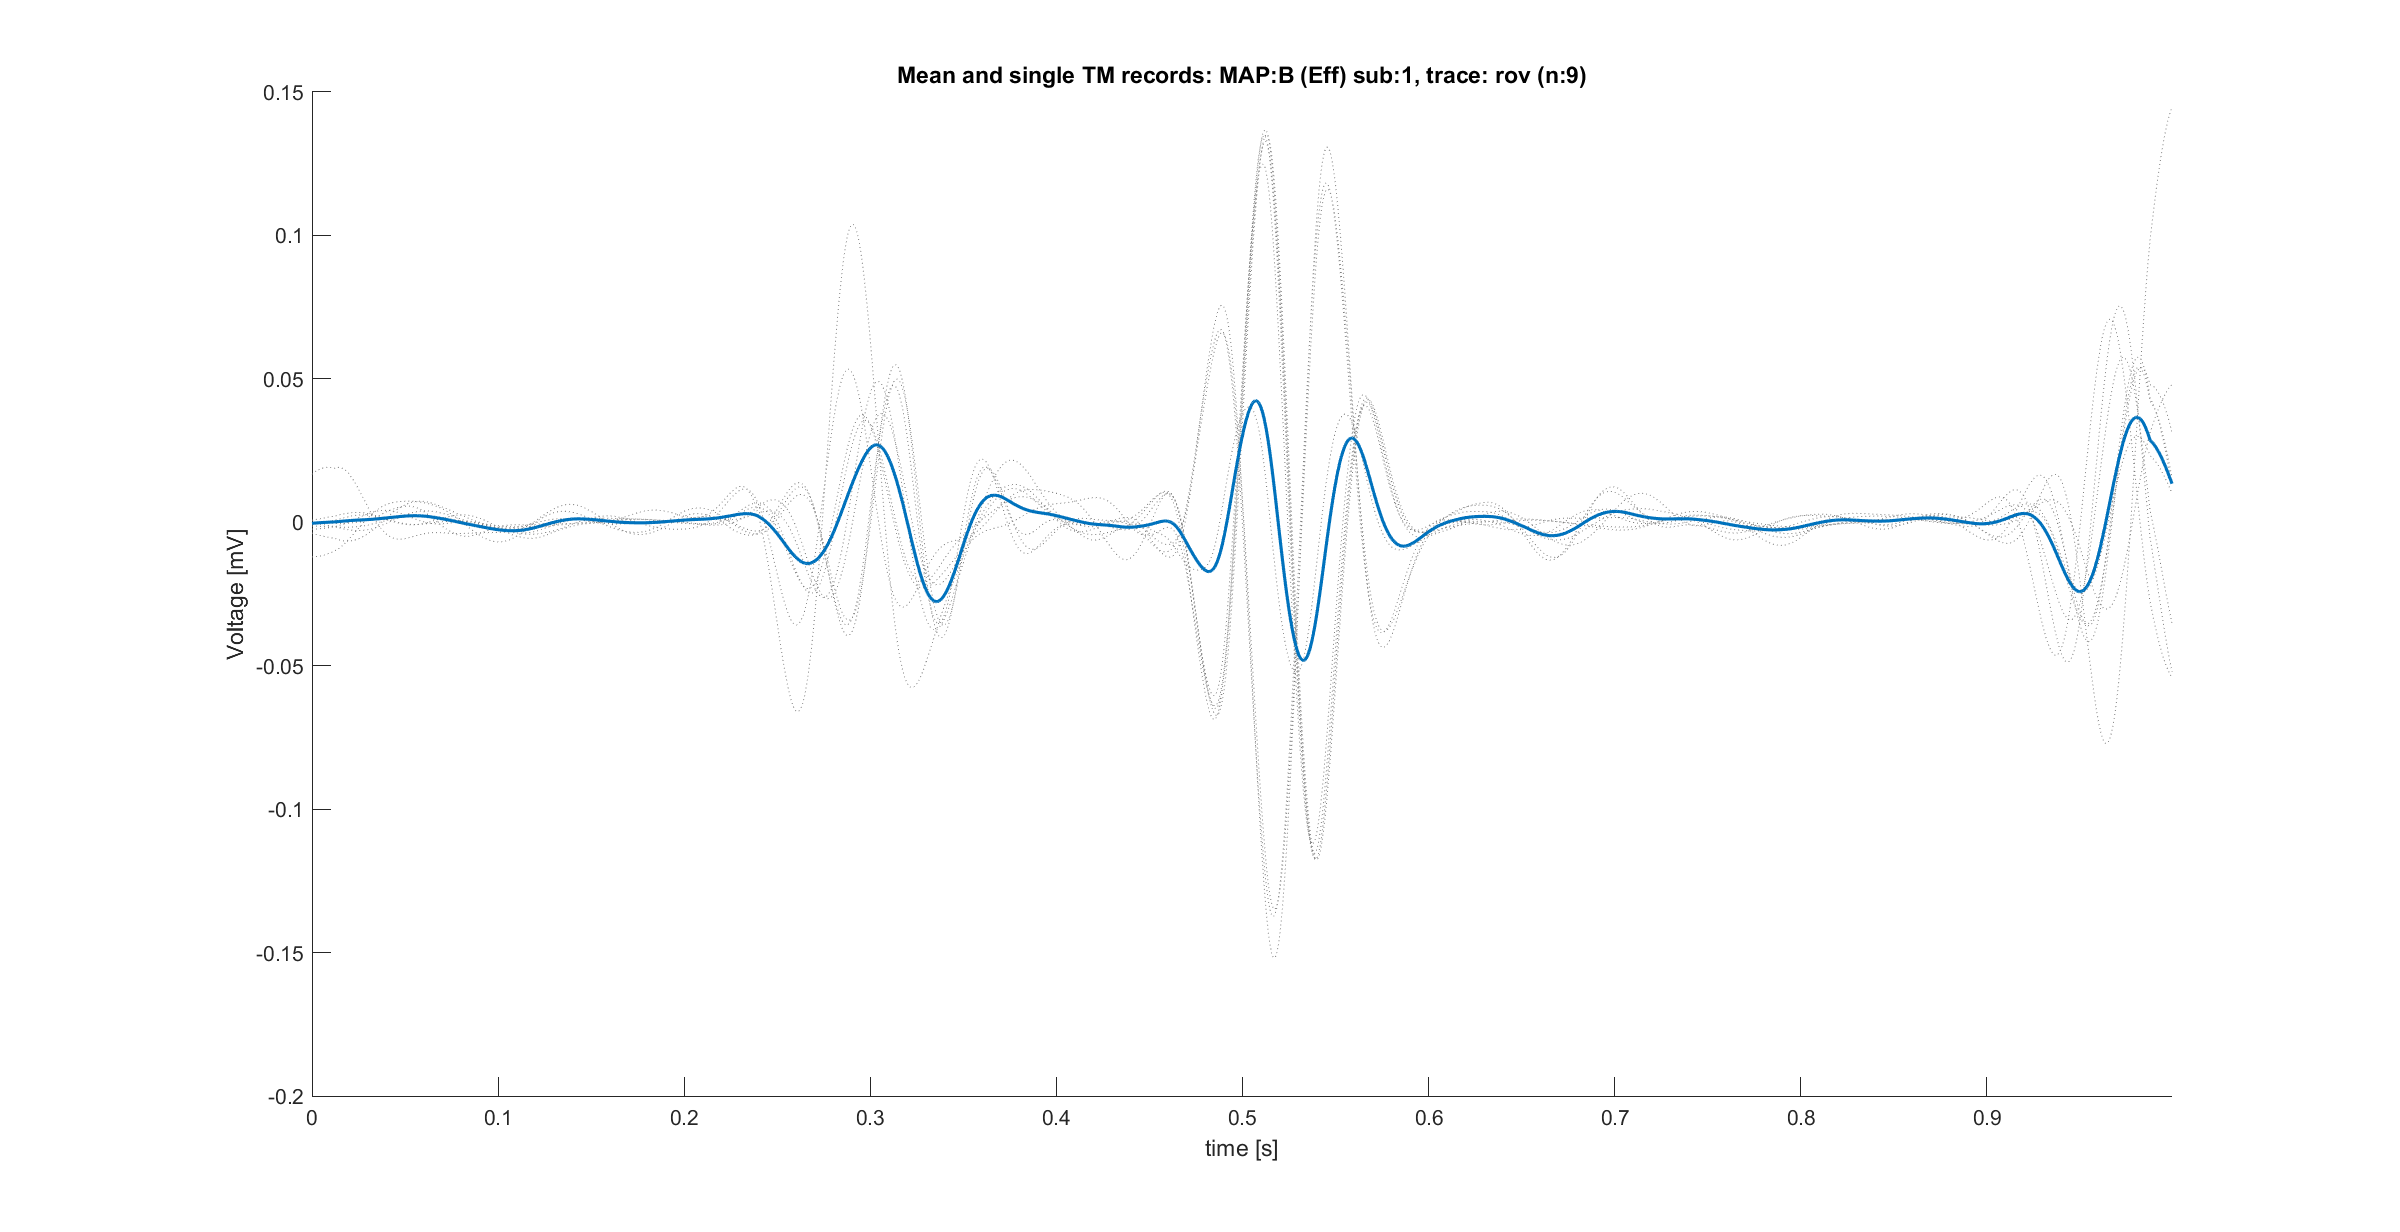 Mean and single TM records: MAP:B (Eff) sub:1, trace: rov (n:9)
0.15
0.1
0.05
0
-0.05
-0.1
-0.15
-0.2
Voltage [mV]
0 0.1 0.2 0.3 0.4 0.5 0.6 0.7 0.8 0.9
time [s]